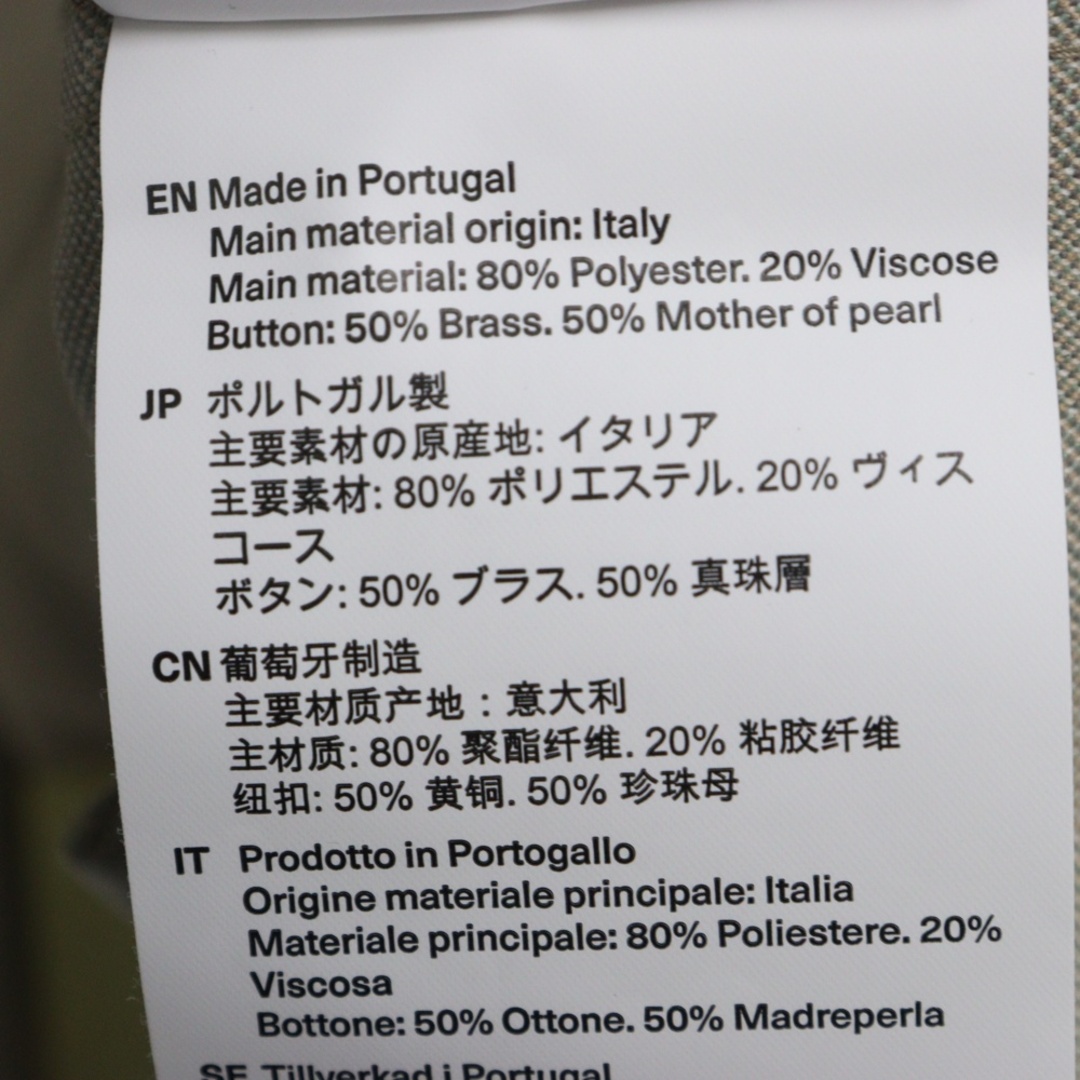 EN Made in Portugal
Main material origin: Italy
Main material: 80% Polyester. 20% Viscose
Button: 50% Brass. 50% Mother of pearl
JP ポルトガル製
主要素材の原産地: イタリア
主要素材: 80% ポリエステル. 20% ヴィス
コース
ボタン: 50% ブラス. 50% 真珠層
CN 葡萄牙制造
主要材质产地：意大利
主材质: 80% 聚酯纤维. 20% 粘胶纤维
纽扣: 50% 黄铜. 50% 珍珠母
IT Prodotto in Portogallo
Origine materiale principale: Italia
Materiale principale: 80% Poliestere. 20%
Viscosa
Bottone: 50% Ottone. 50% Madreperla
SE Tillverkad i Portugal